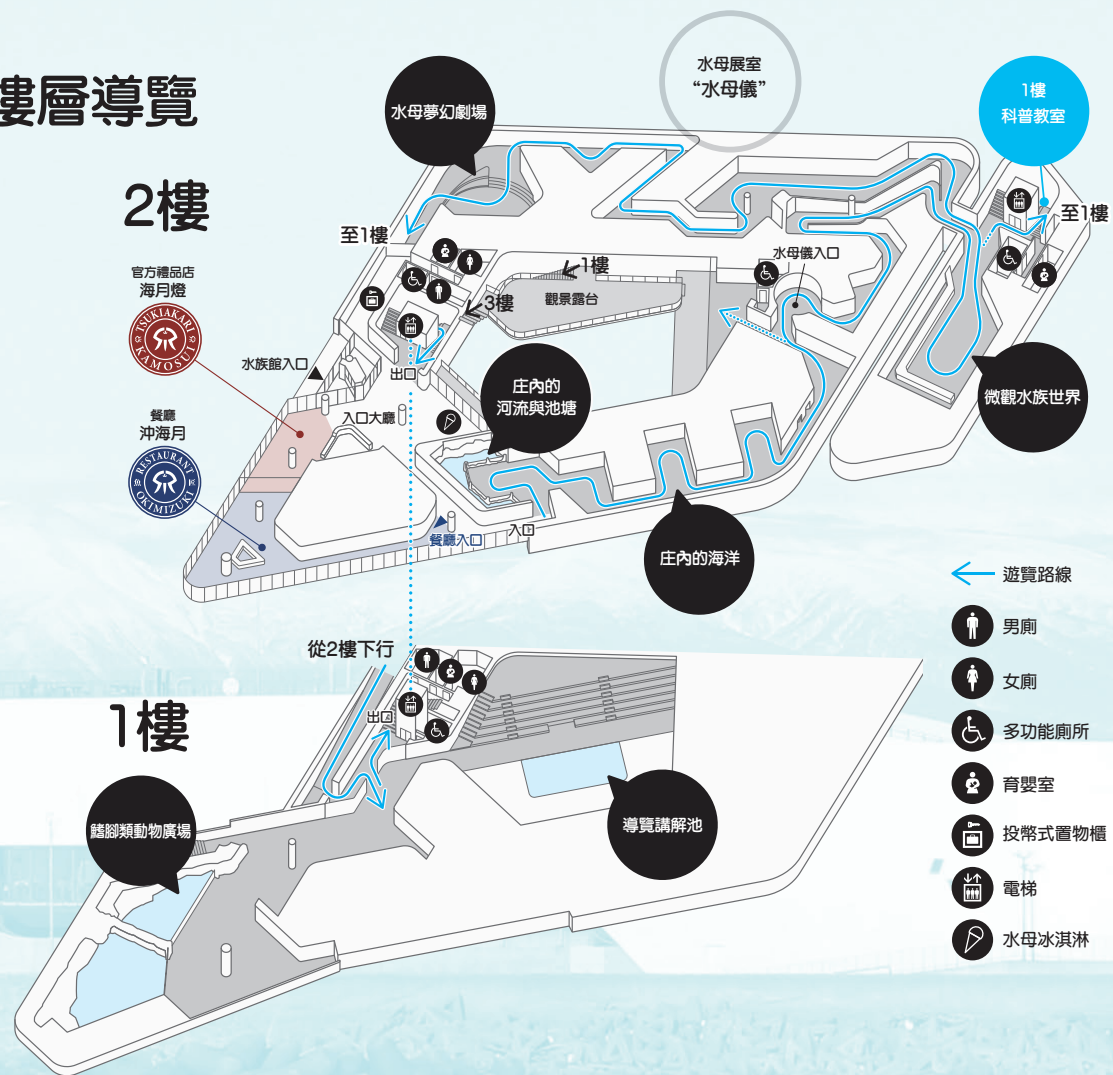 樓層導覽
水母展室
“水母儀”
水母夢幻劇場
1樓
科普教室
2樓
至1樓
至1樓
官方禮品店
海月燈
TSUKIAKARI
KAMOSUI
水母儀入口
1樓
觀景露台
3樓
水族館入口
出口
庄內的
河流與池塘
微觀水族世界
餐廳
沖海月
RESTAURANT
OKIMIZUKI
入口大廳
餐廳入口
入口
庄內的海洋
遊覽路線
男廁
女廁
多功能廁所
育嬰室
投幣式置物櫃
電梯
水母冰淇淋
從2樓下行
1樓
出口
鰭腳類動物廣場
導覽講解池